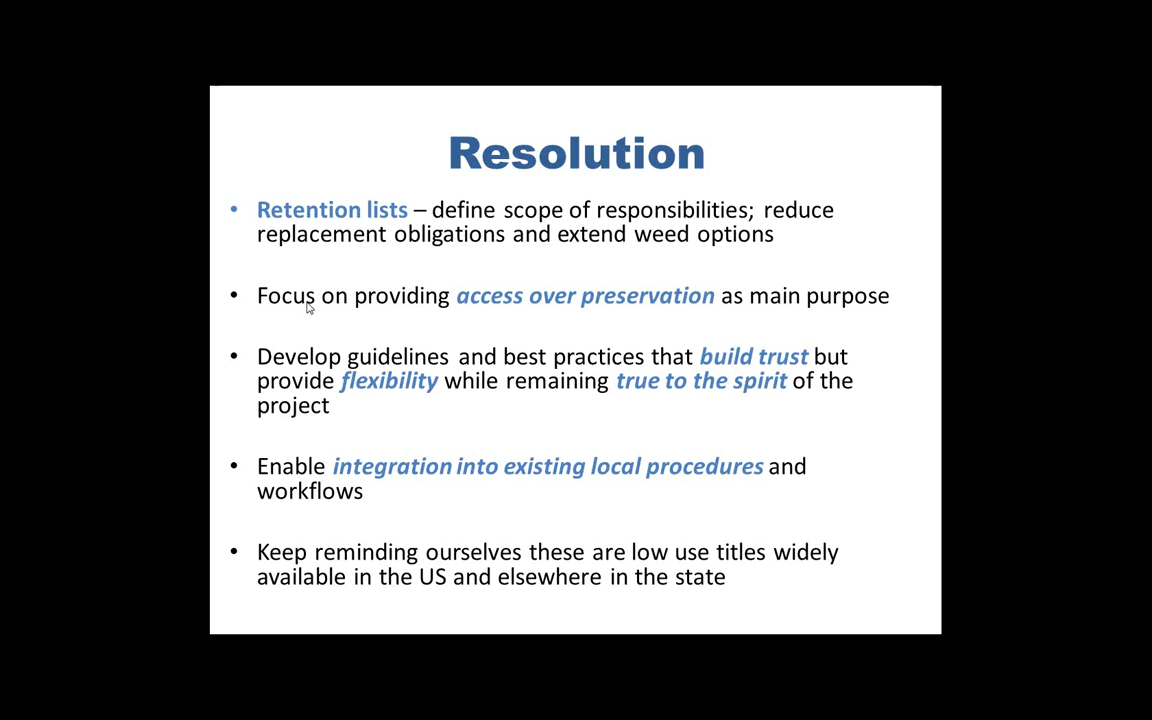 Resolution
• Retention lists – define scope of responsibilities; reduce
replacement obligations and extend weed options
• Focus on providing access over preservation as main purpose
• Develop guidelines and best practices that build trust but
provide flexibility while remaining true to the spirit of the
project
• Enable integration into existing local procedures and
workflows
• Keep reminding ourselves these are low use titles widely
available in the US and elsewhere in the state